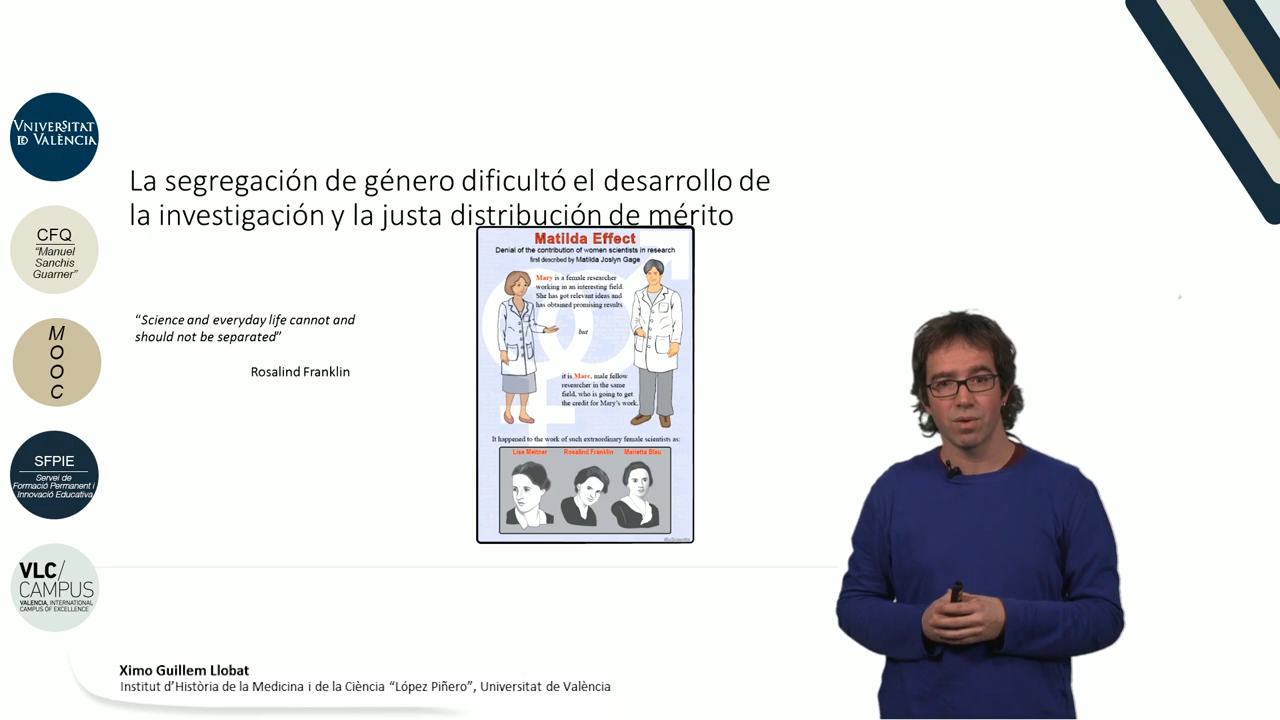 VNIVERSITAT
ID VALÈNCIA
CFQ
“Manuel
Sanchis
Guarner”
M
O
O
C
SFPIE
Servei de
Formació Permanent i
Innovació Educativa
VLC/
CAMPUS
VALENCIA, INTERNATIONAL
CAMPUS OF EXCELLENCE
La segregación de género dificultó el desarrollo de
la investigación y la justa distribución de mérito
“Science and everyday life cannot and
should not be separated”
Rosalind Franklin
Matilda Effect
Denial of the contribution of women scientists in research
first described by Matilda Joslyn Gage
Mary is a female researcher
working in an interesting field.
She has got relevant ideas and
has obtained promising results
but
it is Marc, male fellow
researcher in the same
field, who is going to get
the credit for Mary's work.
It happened to the work of such extraordinary female scientists as:
Lise Meitner Rosalind Franklin Marietta Blau
Ximo Guillem Llobat
Institut d’Història de la Medicina i de la Ciència “López Piñero”, Universitat de València